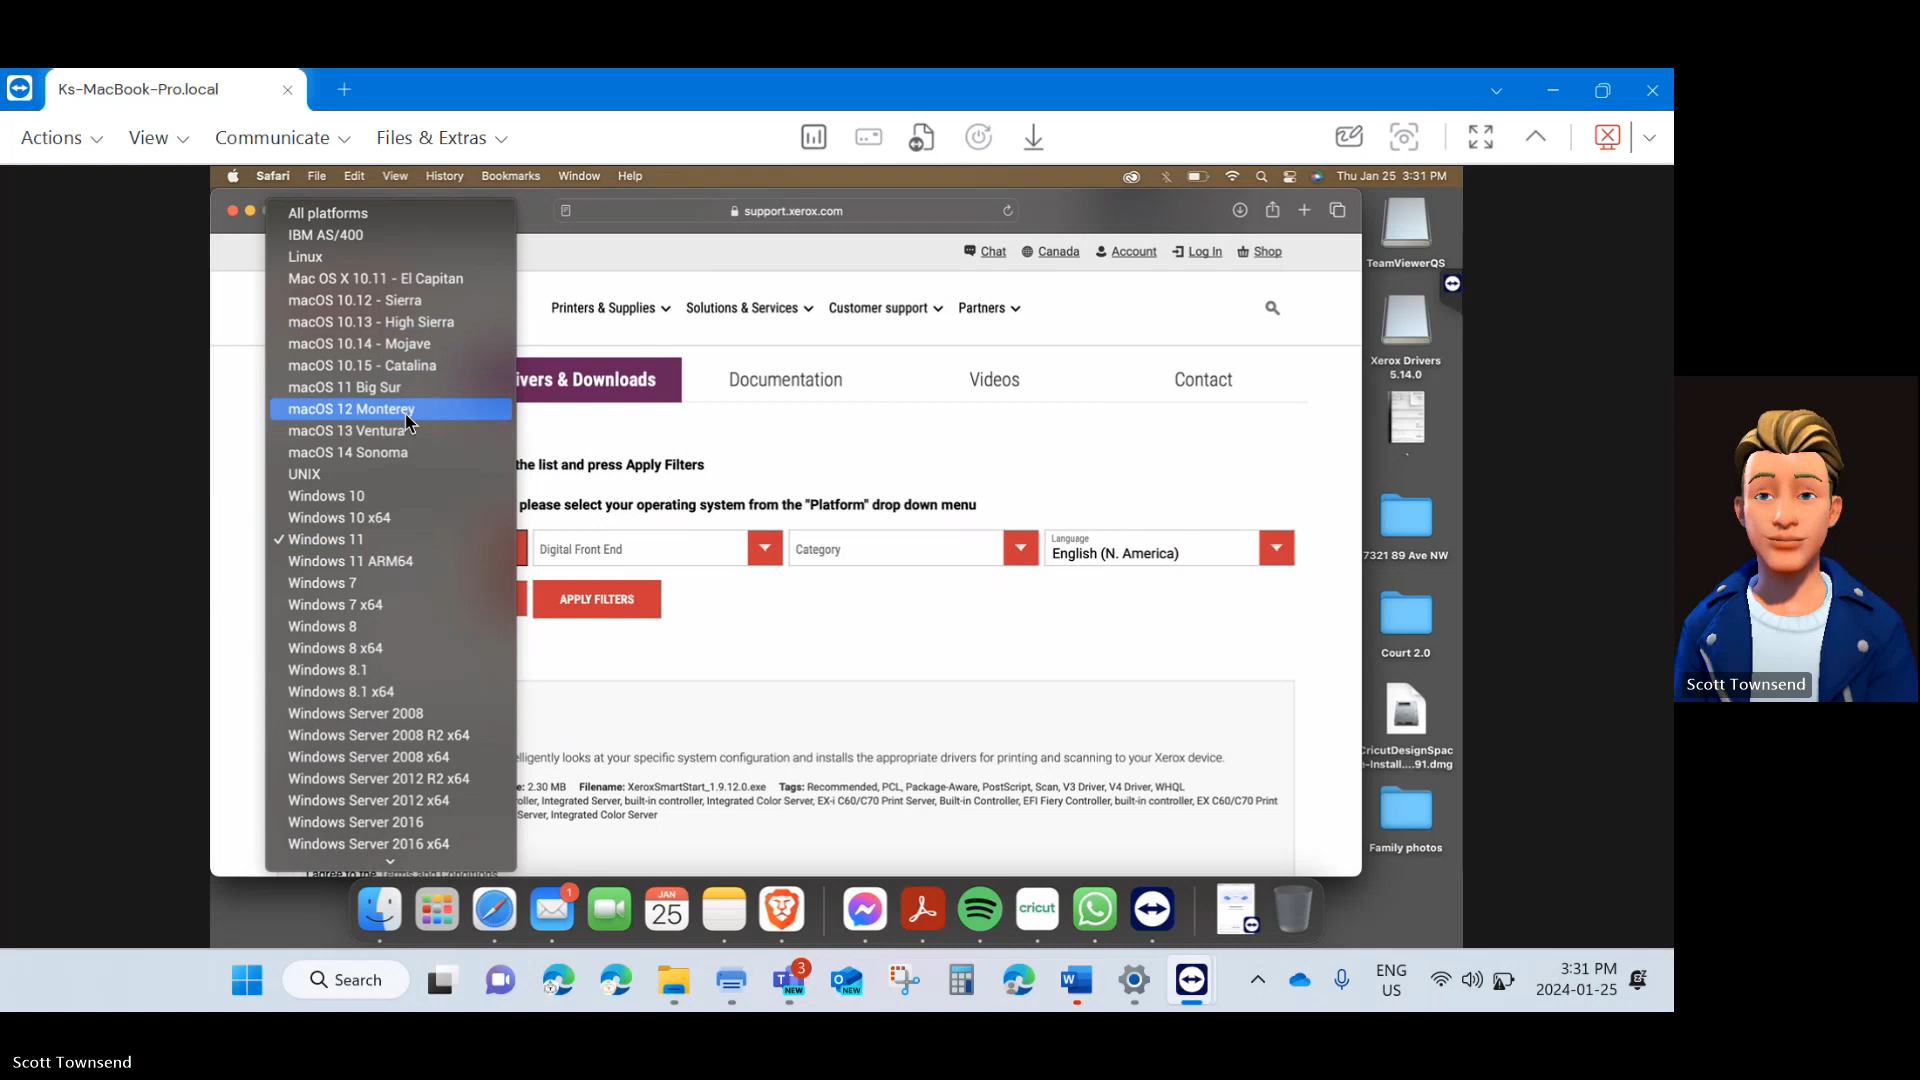 Ks-MacBook-Pro.local
Actions View Communicate Files & Extras
Safari File Edit View History Bookmarks Window Help Thu Jan 25 3:31 PM
support.xerox.com
All platforms
IBM AS/400
Linux
Mac OS X 10.11 - El Capitan
macOS 10.12 - Sierra
macOS 10.13 - High Sierra
macOS 10.14 - Mojave
macOS 10.15 - Catalina
macOS 11 Big Sur
macOS 12 Monterey
macOS 13 Ventura
macOS 14 Sonoma
UNIX
Windows 10
Windows 10 x64
Windows 11
Windows 11 ARM64
Windows 7
Windows 7 x64
Windows 8
Windows 8 x64
Windows 8.1
Windows 8.1 x64
Windows Server 2008
Windows Server 2008 R2 x64
Windows Server 2008 x64
Windows Server 2012 R2 x64
Windows Server 2012 x64
Windows Server 2016
Windows Server 2016 x64
Chat Canada Account Log In Shop
Printers & Supplies Solutions & Services Customer support Partners
ivers & Downloads Documentation Videos Contact
the list and press Apply Filters
please select your operating system from the "Platform" drop down menu
Digital Front End Category Language
English (N. America)
APPLY FILTERS
elligently looks at your specific system configuration and installs the appropriate drivers for printing and scanning to your Xerox device.
e: 2.30 MB Filename: XeroxSmartStart_1.9.12.0.exe Tags: Recommended, PCL, Package-Aware, PostScript, Scan, V3 Driver, V4 Driver, WHQL
oller, Integrated Server, built-in controller, Integrated Color Server, EX-i C60/C70 Print Server, Built-in Controller, EFI Fiery Controller, built-in controller, EX C60/C70 Print
Server, Integrated Color Server
I agree to the Terms and Conditions
TeamViewerQS
Xerox Drivers
5.14.0
7321 89 Ave NW
Court 2.0
CricutDesignSpac
e-Install....91.dmg
Family photos
1
JAN
25
cricut
Search
3
NEW
NEW
W
ENG
US
3:31 PM
2024-01-25
Scott Townsend
Scott Townsend